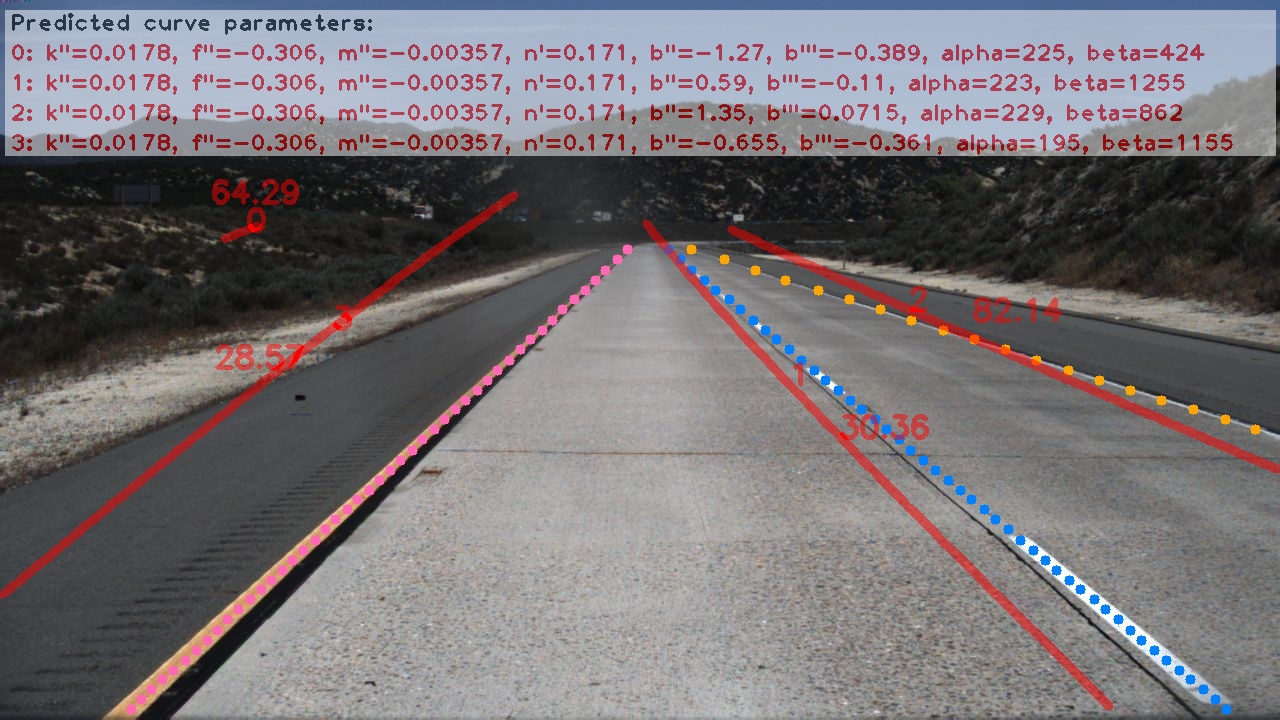 Predicted curve parameters:
0: k''=0.0178, f''=-0.306, m''=-0.00357, n'=0.171, b''=-1.27, b'''=-0.389, alpha=225, beta=424
1: k''=0.0178, f''=-0.306, m''=-0.00357, n'=0.171, b''=0.59, b'''=-0.11, alpha=223, beta=1255
2: k''=0.0178, f''=-0.306, m''=-0.00357, n'=0.171, b''=1.35, b'''=0.0715, alpha=229, beta=862
3: k''=0.0178, f''=-0.306, m''=-0.00357, n'=0.171, b''=-0.655, b'''=-0.361, alpha=195, beta=1155
64.29
0
2 82.14
3
28.57
1
30.36